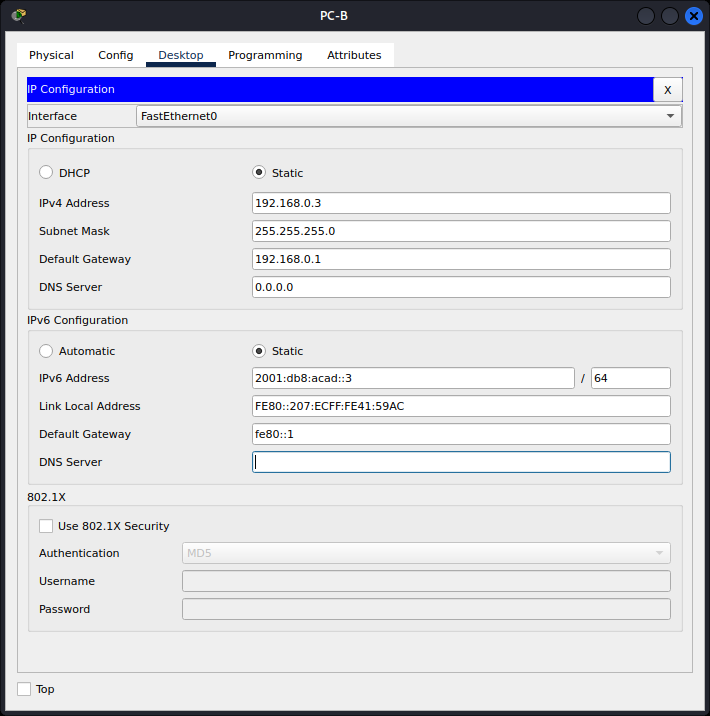 PC-B
Physical Config Desktop Programming Attributes
IP Configuration X
Interface FastEthernet0
IP Configuration
DHCP Static
IPv4 Address 192.168.0.3
Subnet Mask 255.255.255.0
Default Gateway 192.168.0.1
DNS Server 0.0.0.0
IPv6 Configuration
Automatic Static
IPv6 Address 2001:db8:acad::3 / 64
Link Local Address FE80::207:ECFF:FE41:59AC
Default Gateway fe80::1
DNS Server
802.1X
Use 802.1X Security
Authentication MD5
Username
Password
Top